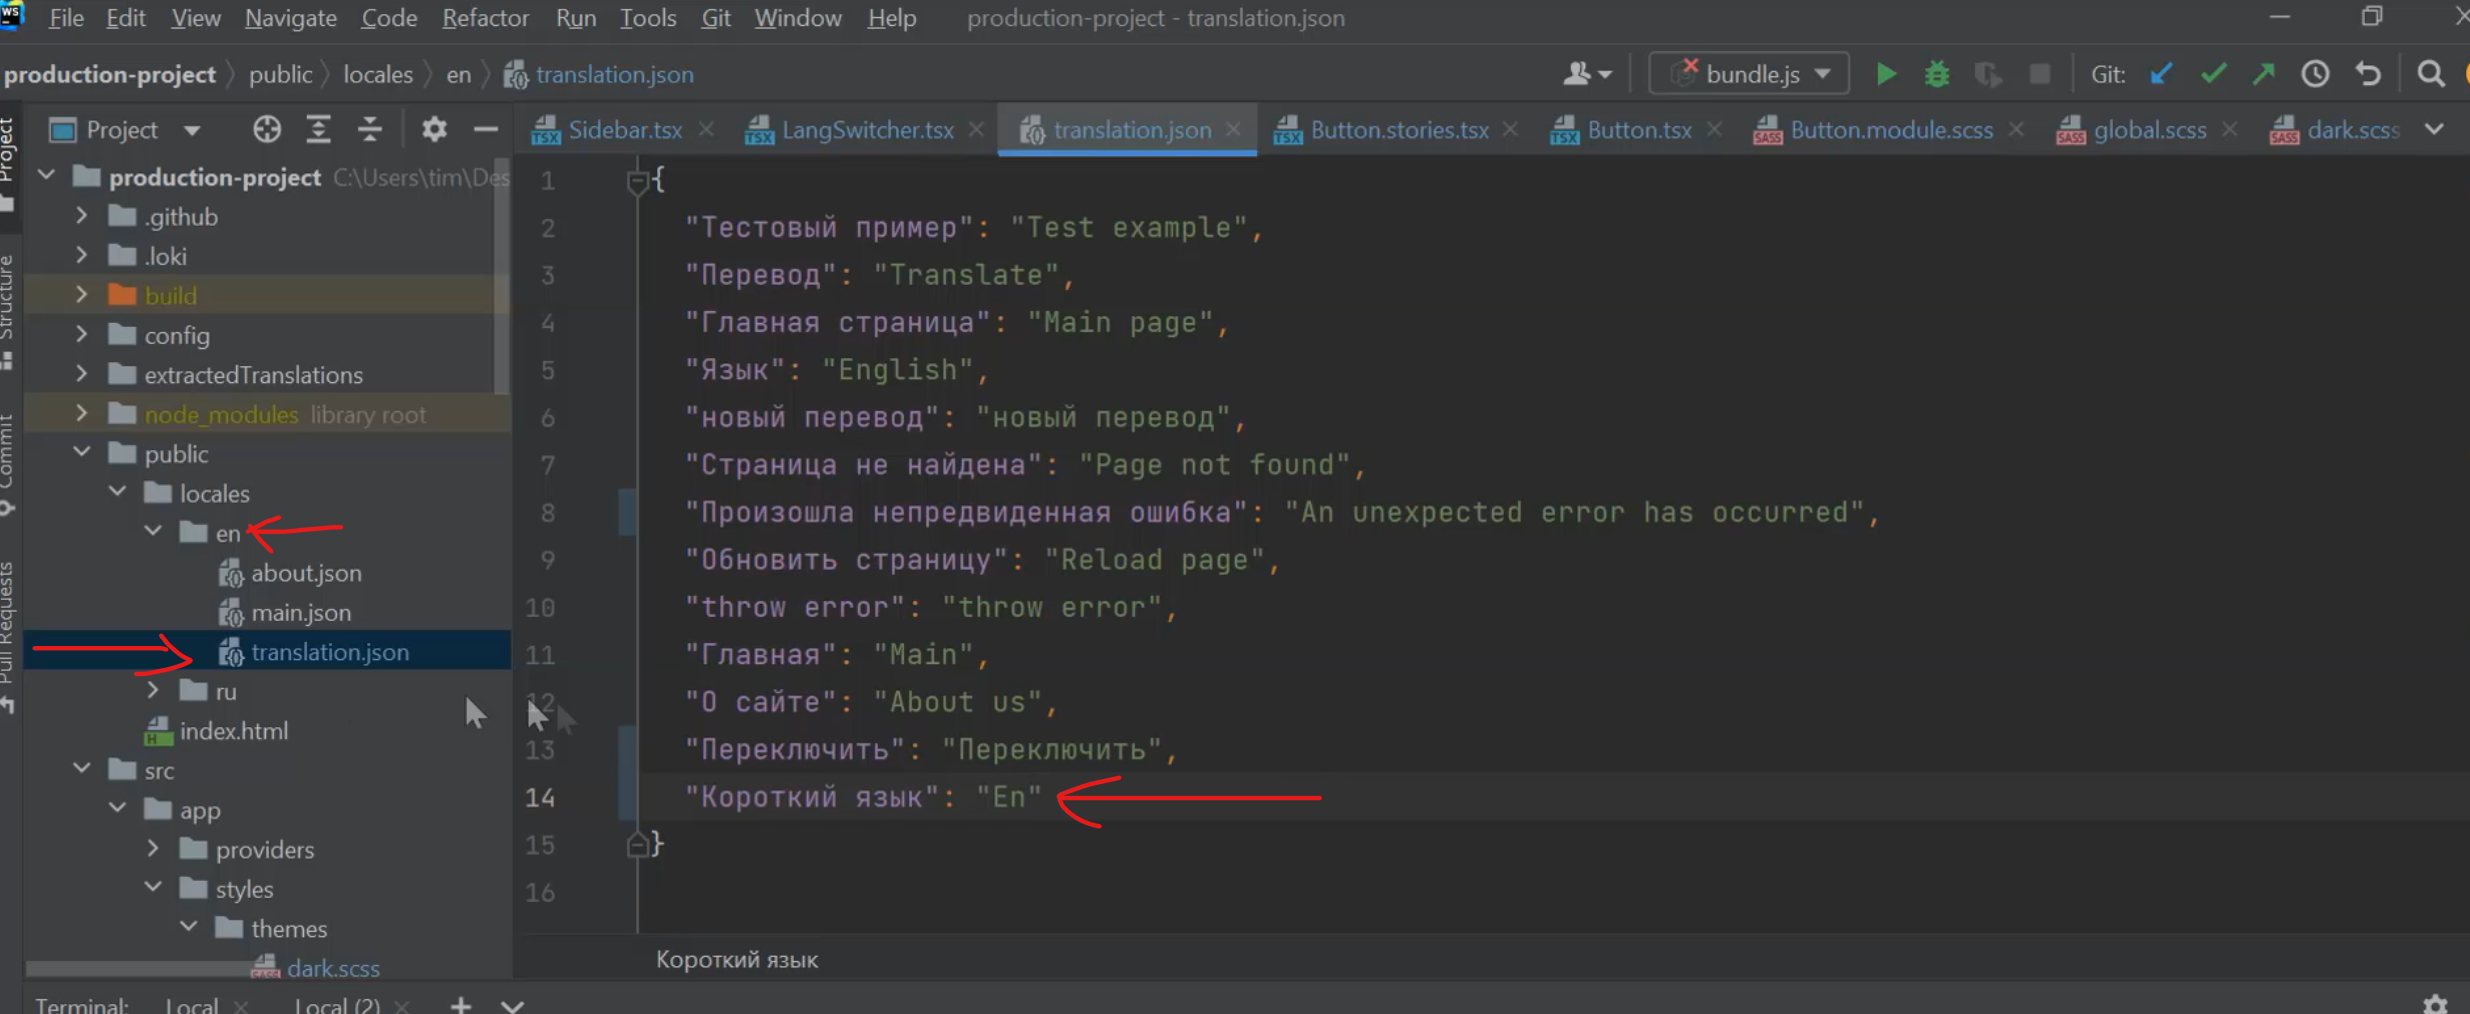 WS File Edit View Navigate Code Refactor Run Tools Git Window Help production-project - translation.json
production-project public locales en translation.json bundle.js Git:
Project Sidebar.tsx LangSwitcher.tsx translation.json Button.stories.tsx Button.tsx Button.module.scss global.scss dark.scss
Project
Structure
Commit
Pull Requests
production-project C:\Users\tim\Des
.github
.loki
build
config
extractedTranslations
node_modules library root
public
locales
en
about.json
main.json
translation.json
ru
index.html
src
app
providers
styles
themes
dark.scss
1 {
2 "Тестовый пример": "Test example",
3 "Перевод": "Translate",
4 "Главная страница": "Main page",
5 "Язык": "English",
6 "новый перевод": "новый перевод",
7 "Страница не найдена": "Page not found",
8 "Произошла непредвиденная ошибка": "An unexpected error has occurred",
9 "Обновить страницу": "Reload page",
10 "throw error": "throw error",
11 "Главная": "Main",
12 "О сайте": "About us",
13 "Переключить": "Переключить",
14 "Короткий язык": "En"
15 }
16
Короткий язык
Terminal: Local Local (2)